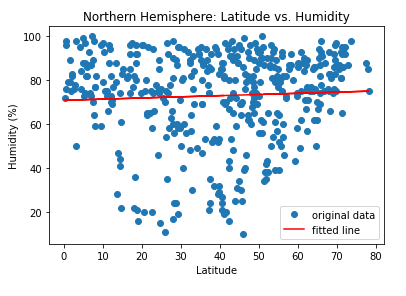 Northern Hemisphere: Latitude vs. Humidity
Humidity (%)
100
80
60
40
20
0
10
20
30
40
50
60
70
80
Latitude
original data
fitted line